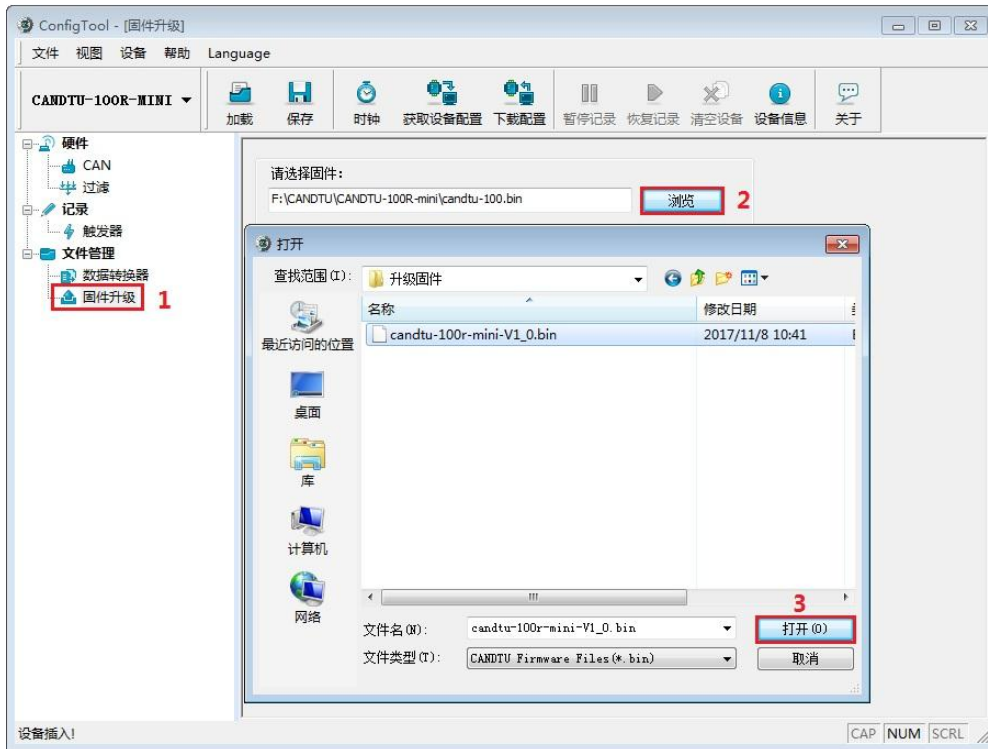 ConfigTool - [固件升级]
文件 视图 设备 帮助 Language
CANDTU-100R-MINI
加载 保存 时钟 获取设备配置 下载配置 暂停记录 恢复记录 清空设备 设备信息 关于
硬件
CAN
过滤
记录
触发器
文件管理
数据转换器
固件升级 1
请选择固件：
F:\CANDTU\CANDTU-100R-mini\candtu-100.bin 浏览 2
打开
查找范围(I): 升级固件
名称 修改日期
candtu-100r-mini-V1_0.bin 2017/11/8 10:41
最近访问的位置
桌面
库
计算机
网络
3
文件名(N): candtu-100r-mini-V1_0.bin 打开(O)
文件类型(T): CANDTU Firmware Files(*.bin) 取消
设备插入! CAP NUM SCRL